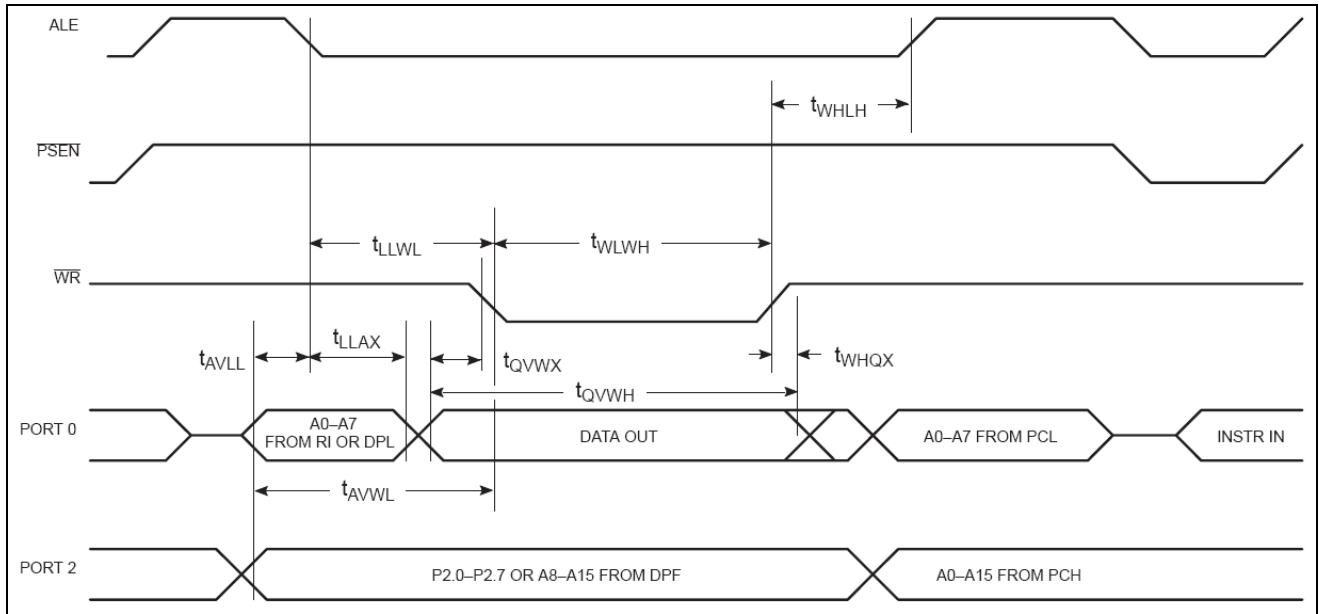 ALE
tWHLH
PSEN
tLLWL
tWLWH
WR
tAVLL
tLLAX
tQVWX
tWHQX
tQVWH
PORT 0
A0–A7
FROM RI OR DPL
DATA OUT
A0–A7 FROM PCL
INSTR IN
tAVWL
PORT 2
P2.0–P2.7 OR A8–A15 FROM DPF
A0–A15 FROM PCH